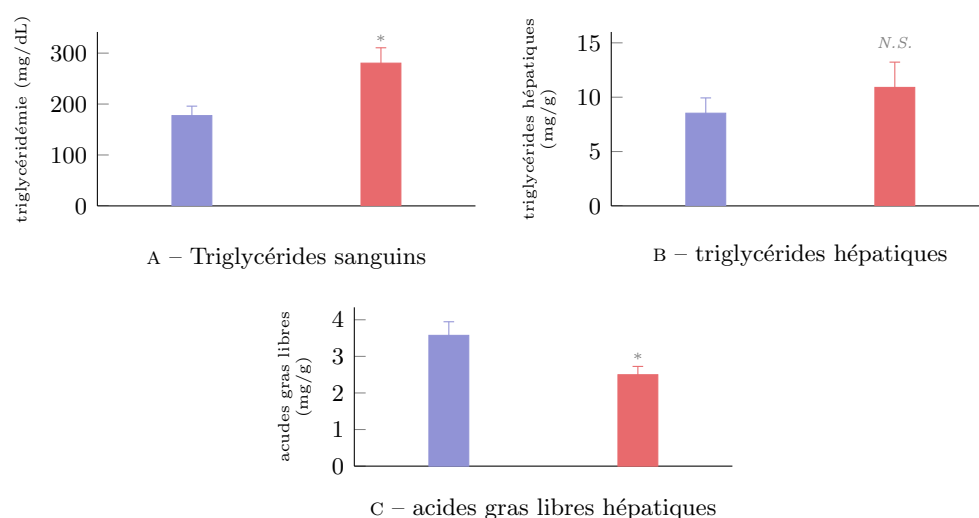 triglycéridémie (mg/dL)
300
200
100
0
*
A – Triglycérides sanguins
triglycérides hépatiques
(mg/g)
15
10
5
0
N.S.
B – triglycérides hépatiques
acudes gras libres
(mg/g)
4
3
2
1
0
*
C – acides gras libres hépatiques